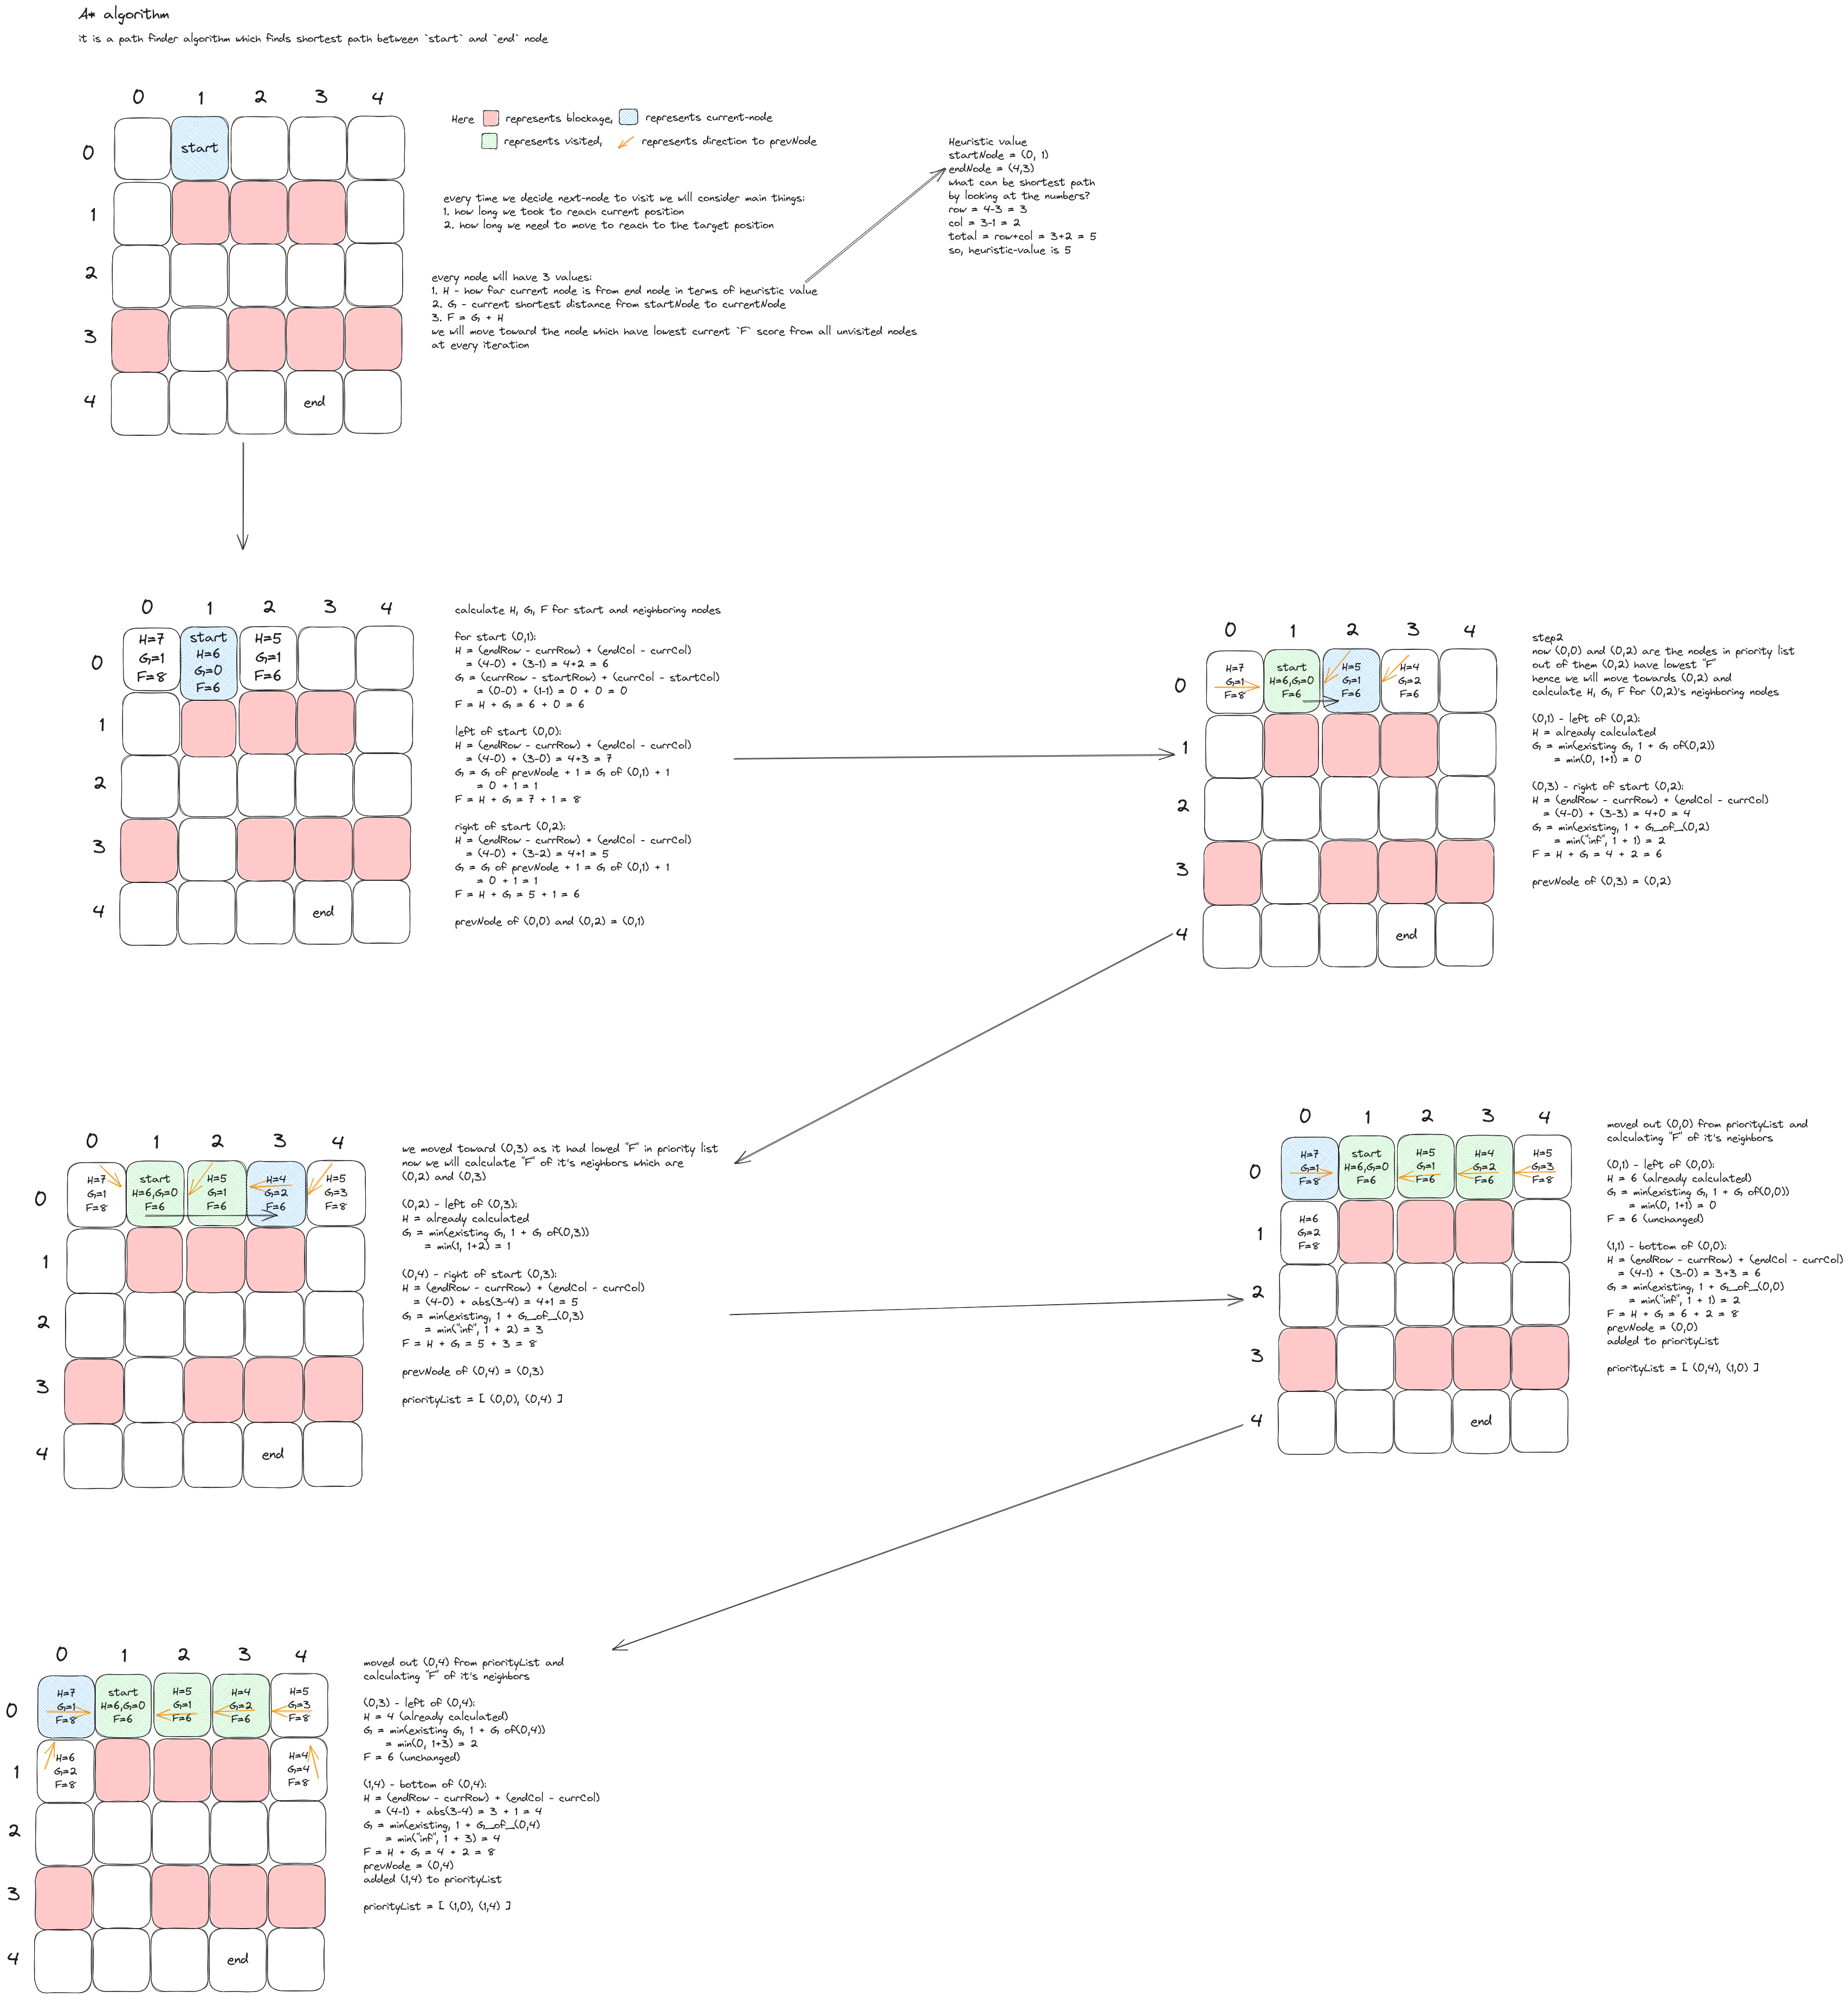 A* algorithm
it is a path finder algorithm which finds shortest path between `start` and `end` node
0 1 2 3 4
0 start
1
2
3
4 end
Here represents blockage, represents current-node
represents visited, represents direction to prevNode
every time we decide next-node to visit we will consider main things:
1. how long we took to reach current position
2. how long we need to move to reach to the target position
every node will have 3 values:
1. H - how far current node is from end node in terms of heuristic value
2. G - current shortest distance from startNode to currentNode
3. F = G + H
we will move toward the node which have lowest current `F` score from all unvisited nodes
at every iteration
Heuristic value
startNode = (0, 1)
endNode = (4,3)
what can be shortest path
by looking at the numbers?
row = 4-3 = 3
col = 3-1 = 2
total = row+col = 3+2 = 5
so, heuristic-value is 5
0 1 2 3 4
H=7 start H=5
0 G=1 H=6 G=1
F=8 G=0 F=6
F=6
1
2
3
4 end
calculate H, G, F for start and neighboring nodes
for start (0,1):
H = (endRow - currRow) + (endCol - currCol)
= (4-0) + (3-1) = 4+2 = 6
G = (currRow - startRow) + (currCol - startCol)
= (0-0) + (1-1) = 0 + 0 = 0
F = H + G = 6 + 0 = 6
left of start (0,0):
H = (endRow - currRow) + (endCol - currCol)
= (4-0) + (3-0) = 4+3 = 7
G = G of prevNode + 1 = G of (0,1) + 1
= 0 + 1 = 1
F = H + G = 7 + 1 = 8
right of start (0,2):
H = (endRow - currRow) + (endCol - currCol)
= (4-0) + (3-2) = 4+1 = 5
G = G of prevNode + 1 = G of (0,1) + 1
= 0 + 1 = 1
F = H + G = 5 + 1 = 6
prevNode of (0,0) and (0,2) = (0,1)
0 1 2 3 4
H=7 start H=5 H=4
0 G=1 H=6,G=0 G=1 G=2
F=8 F=6 F=6 F=6
1
2
3
4 end
step2
now (0,0) and (0,2) are the nodes in priority list
out of them (0,2) have lowest "F"
hence we will move towards (0,2) and
calculate H, G, F for (0,2)'s neighboring nodes
(0,1) - left of (0,2):
H = already calculated
G = min(existing G, 1 + G of(0,2))
= min(0, 1+1) = 0
(0,3) - right of start (0,2):
H = (endRow - currRow) + (endCol - currCol)
= (4-0) + (3-3) = 4+0 = 4
G = min(existing, 1 + G_of_(0,2)
= min("inf", 1 + 1) = 2
F = H + G = 4 + 2 = 6
prevNode of (0,3) = (0,2)
0 1 2 3 4
H=7 start H=5 H=4 H=5
0 G=1 H=6,G=0 G=1 G=2 G=3
F=8 F=6 F=6 F=6 F=8
1
2
3
4 end
we moved toward (0,3) as it had lowed "F" in priority list
now we will calculate "F" of it's neighbors which are
(0,2) and (0,3)
(0,2) - left of (0,3):
H = already calculated
G = min(existing G, 1 + G of(0,3))
= min(1, 1+2) = 1
(0,4) - right of start (0,3):
H = (endRow - currRow) + (endCol - currCol)
= (4-0) + abs(3-4) = 4+1 = 5
G = min(existing, 1 + G_of_(0,3)
= min("inf", 1 + 2) = 3
F = H + G = 5 + 3 = 8
prevNode of (0,4) = (0,3)
priorityList = [ (0,0), (0,4) ]
0 1 2 3 4
H=7 start H=5 H=4 H=5
0 G=1 H=6,G=0 G=1 G=2 G=3
F=8 F=6 F=6 F=6 F=8
H=6
1 G=2
F=8
2
3
4 end
moved out (0,0) from priorityList and
calculating "F" of it's neighbors
(0,1) - left of (0,0):
H = 6 (already calculated)
G = min(existing G, 1 + G of(0,0))
= min(0, 1+1) = 0
F = 6 (unchanged)
(1,1) - bottom of (0,0):
H = (endRow - currRow) + (endCol - currCol)
= (4-1) + (3-0) = 3+3 = 6
G = min(existing, 1 + G_of_(0,0)
= min("inf", 1 + 1) = 2
F = H + G = 6 + 2 = 8
prevNode = (0,0)
added to priorityList
priorityList = [ (0,4), (1,0) ]
0 1 2 3 4
H=7 start H=5 H=4 H=5
0 G=1 H=6,G=0 G=1 G=2 G=3
F=8 F=6 F=6 F=6 F=8
H=6 H=4
1 G=2 G=4
F=8 F=8
2
3
4 end
moved out (0,4) from priorityList and
calculating "F" of it's neighbors
(0,3) - left of (0,4):
H = 4 (already calculated)
G = min(existing G, 1 + G of(0,4))
= min(0, 1+3) = 2
F = 6 (unchanged)
(1,4) - bottom of (0,4):
H = (endRow - currRow) + (endCol - currCol)
= (4-1) + abs(3-4) = 3 + 1 = 4
G = min(existing, 1 + G_of_(0,4)
= min("inf", 1 + 3) = 4
F = H + G = 4 + 2 = 8
prevNode = (0,4)
added (1,4) to priorityList
priorityList = [ (1,0), (1,4) ]